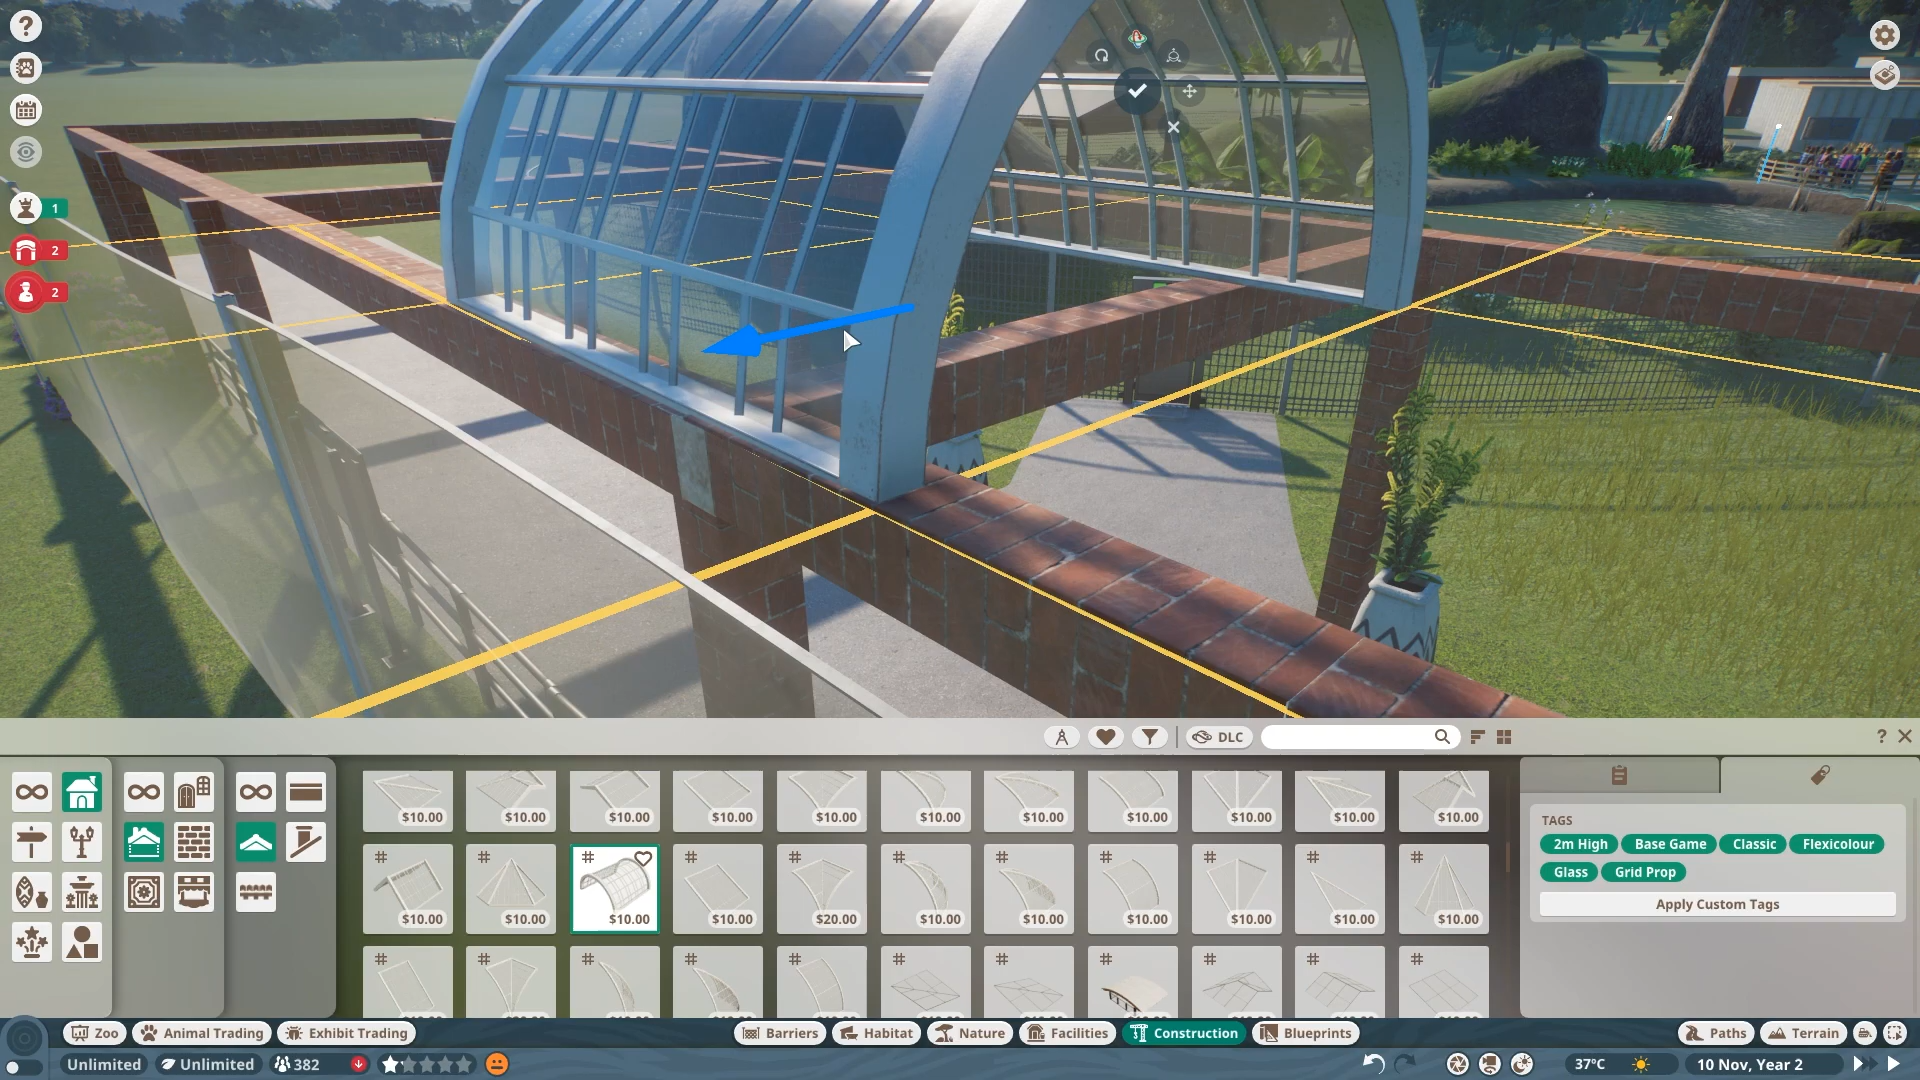 ?
1
2
2
DLC
? ×
$10.00 $10.00 $10.00 $10.00 $10.00 $10.00 $10.00 $10.00 $10.00 $10.00 $10.00
# # # # # # # # # # #
$10.00 $10.00 $10.00 $10.00 $20.00 $10.00 $10.00 $10.00 $10.00 $10.00 $10.00
# # # # # # # # # # #
TAGS
2m High Base Game Classic Flexicolour
Glass Grid Prop
Apply Custom Tags
Zoo Animal Trading Exhibit Trading Barriers Habitat Nature Facilities Construction Blueprints Paths Terrain
Unlimited Unlimited 382 37°C 10 Nov, Year 2